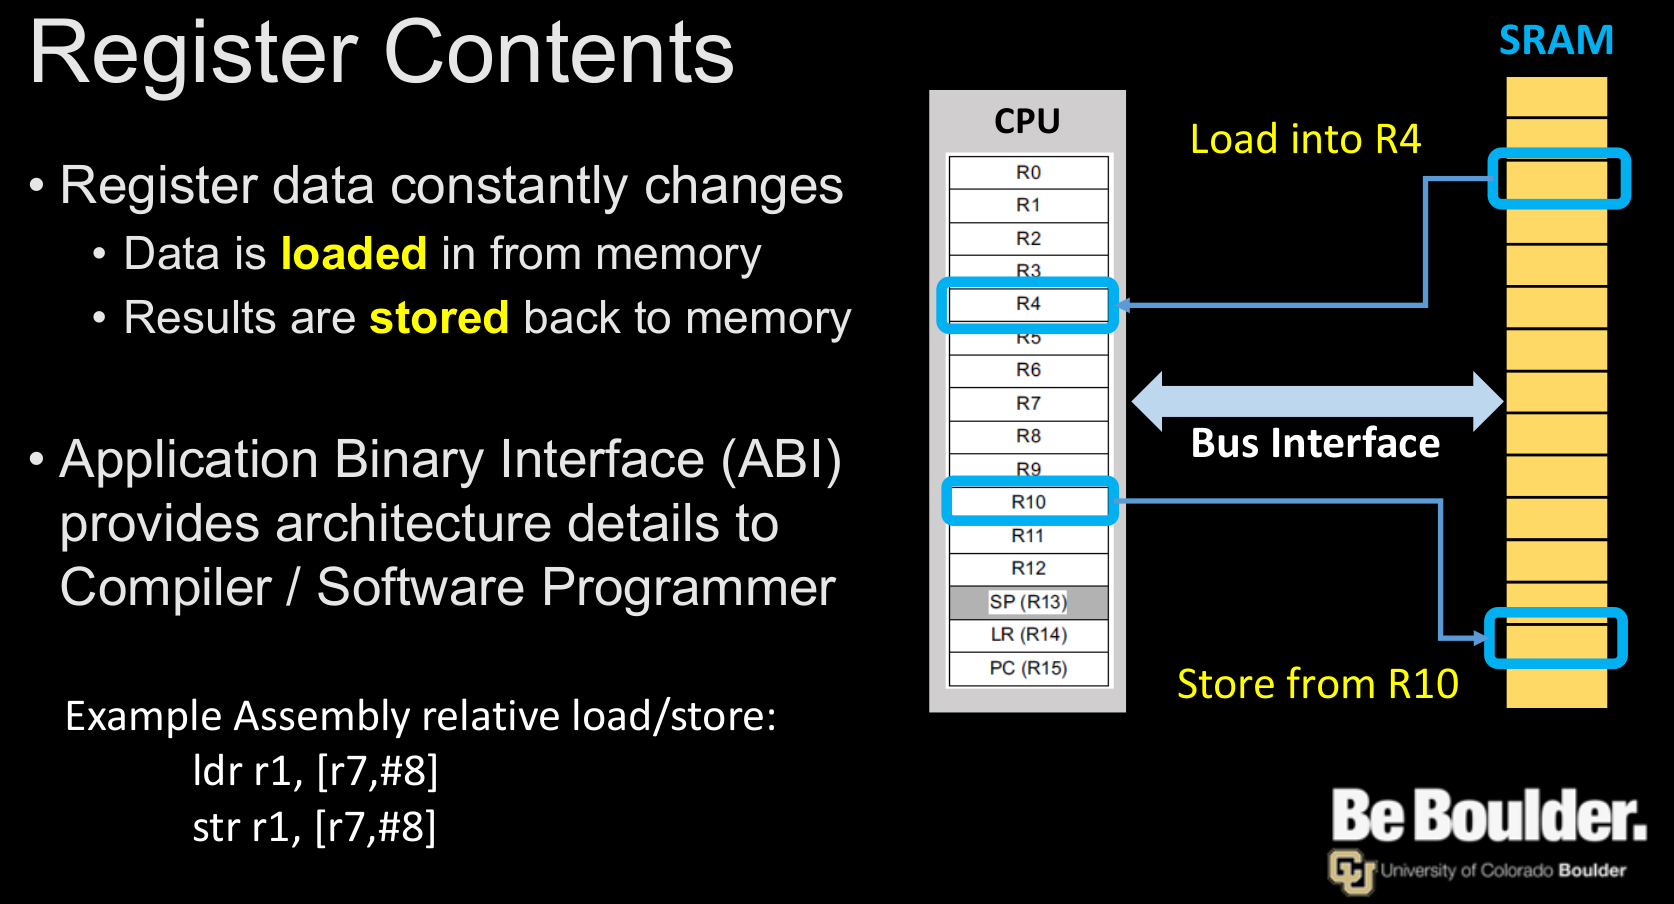 Register Contents
• Register data constantly changes
• Data is loaded in from memory
• Results are stored back to memory
• Application Binary Interface (ABI)
provides architecture details to
Compiler / Software Programmer
Example Assembly relative load/store:
ldr r1, [r7,#8]
str r1, [r7,#8]
CPU
R0
R1
R2
R3
R4
R5
R6
R7
R8
R9
R10
R11
R12
SP (R13)
LR (R14)
PC (R15)
SRAM
Load into R4
Bus Interface
Store from R10
Be Boulder.
CU University of Colorado Boulder